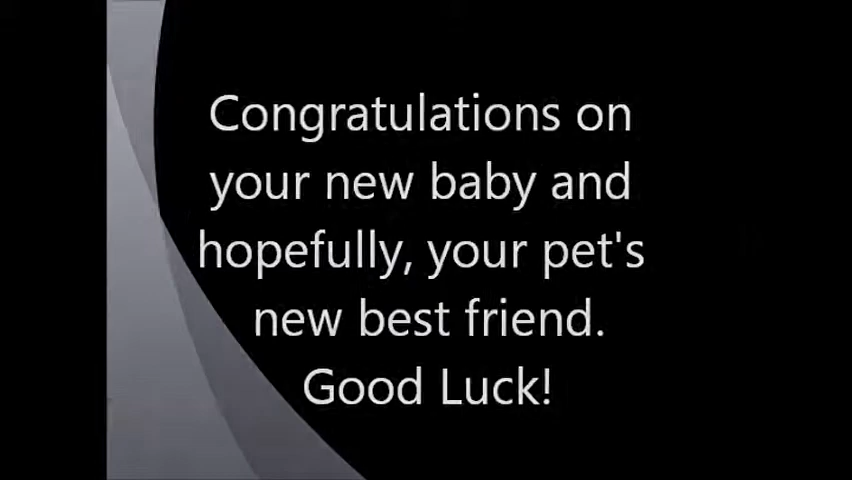 Congratulations on
your new baby and
hopefully, your pet's
new best friend.
Good Luck!